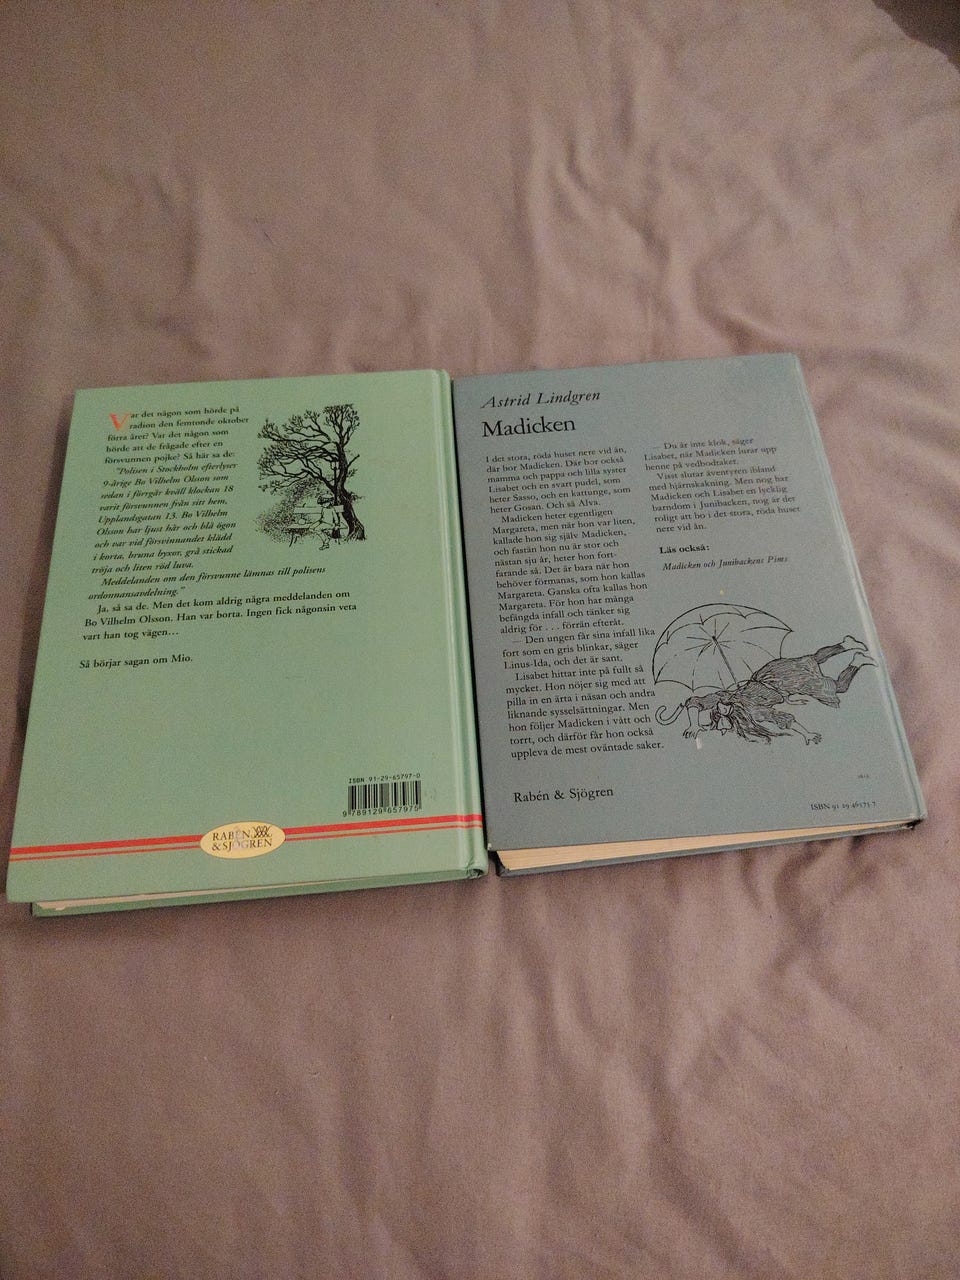 Var det någon som hörde på
radion den femtonde oktober
förra året? Var det någon som
hörde att de frågade efter en
försvunnen pojke? Så här sa de:
"Polisen i Stockholm efterlyser
9-årige Bo Vilhelm Olsson som
sedan i förrgår kväll klockan 18
varit försvunnen från sitt hem,
Upplandsgatan 13. Bo Vilhelm
Olsson har ljust hår och blå ögon
och var vid försvinnandet klädd
i korta, bruna byxor, grå stickad
tröja och liten röd luva.
Meddelanden om den försvunne lämnas till polisens
ordonnansavdelning."
Ja, så sa de. Men det kom aldrig några meddelanden om
Bo Vilhelm Olsson. Han var borta. Ingen fick någonsin veta
vart han tog vägen...
Så börjar sagan om Mio.
ISBN 91-29-65797-0
9 789129 657975
RABÉN
& SJÖGREN
Astrid Lindgren
Madicken
I det stora, röda huset nere vid ån,
där bor Madicken. Där bor också
mamma och pappa och lilla syster
Lisabet och en svart pudel, som
heter Sasso, och en kattunge, som
heter Gosan. Och så Alva.
Madicken heter egentligen
Margareta, men när hon var liten,
kallade hon sig själv Madicken,
och fastän hon nu är stor och
nästan sju år, heter hon fort-
farande så. Det är bara när hon
behöver förmanas, som hon kallas
Margareta. Ganska ofta kallas hon
Margareta. För hon har många
befängda infall och tänker sig
aldrig för . . . förrän efteråt.
— Den ungen får sina infall lika
fort som en gris blinkar, säger
Linus-Ida, och det är sant.
Lisabet hittar inte på fullt så
mycket. Hon nöjer sig med att
pilla in en ärta i näsan och andra
liknande sysselsättningar. Men
hon följer Madicken i vått och
torrt, och därför får hon också
uppleva de mest oväntade saker.
— Du är inte klok, säger
Lisabet, när Madicken lurar upp
henne på vedbodtaket.
Visst slutar äventyren ibland
med hjärnskakning. Men nog har
Madicken och Lisabet en lycklig
barndom i Junibacken, nog är det
roligt att bo i det stora, röda huset
nere vid ån.
Läs också:
Madicken och Junibackens Pims
Rabén & Sjögren
ISBN 91 29 46571 7